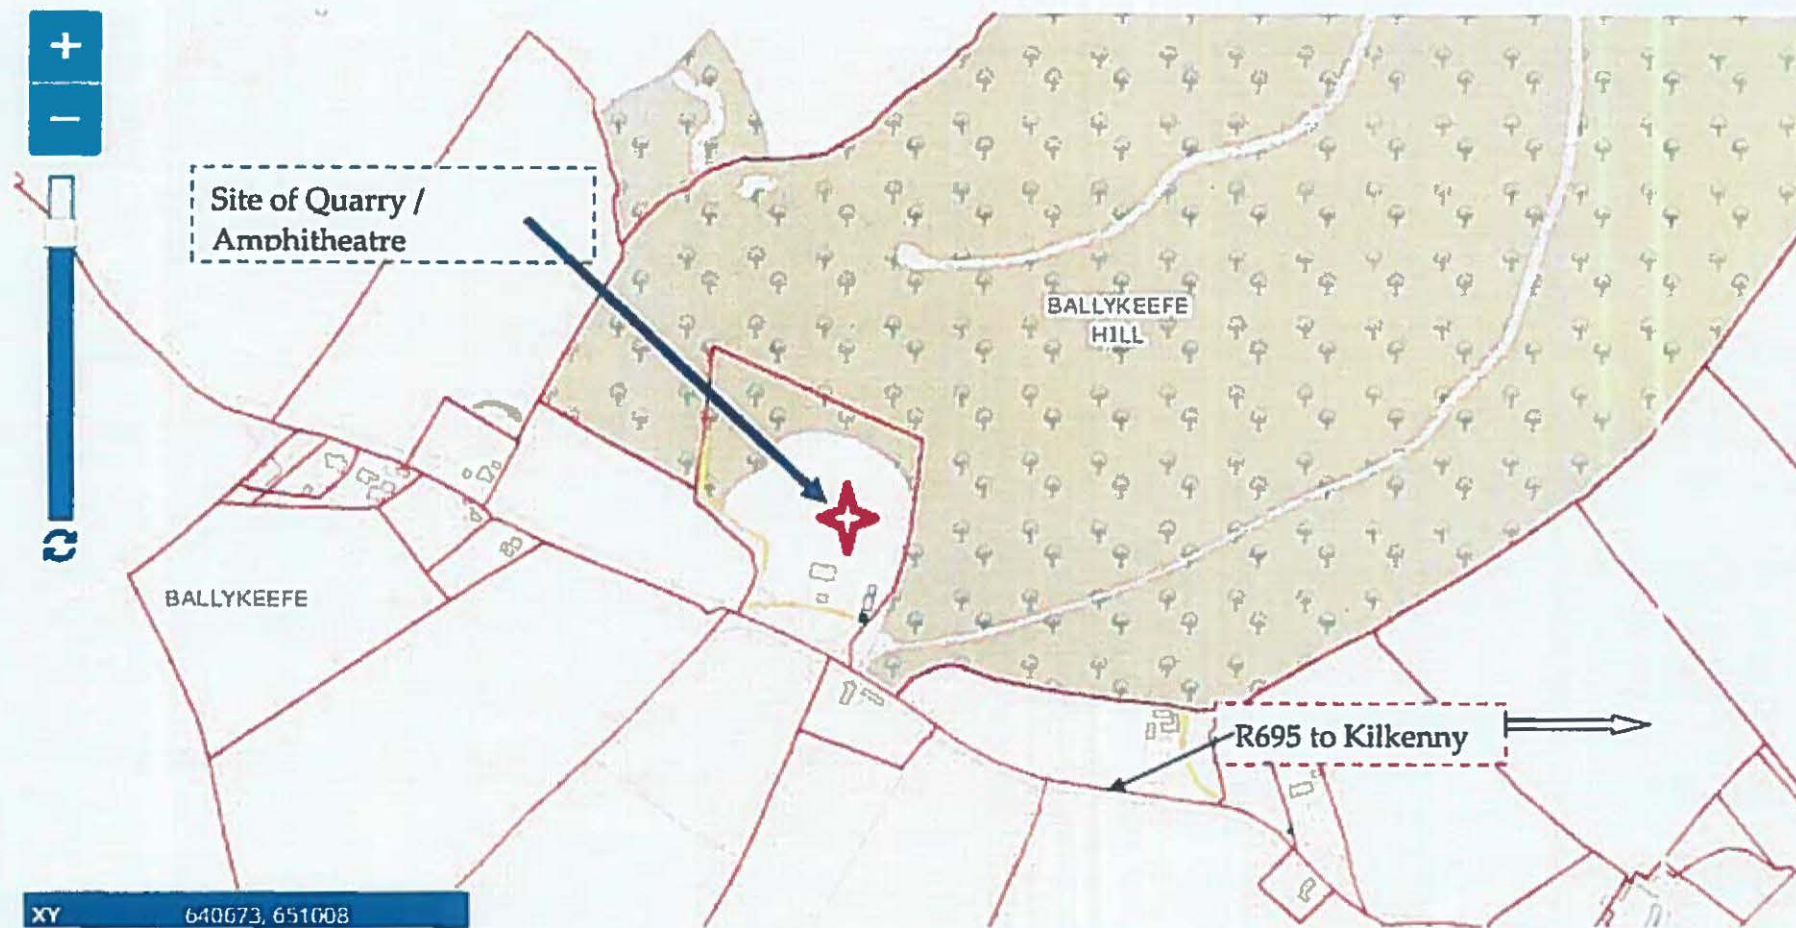 +
−
Site of Quarry /
Amphitheatre
BALLYKEEFE
HILL
BALLYKEEFE
R695 to Kilkenny
XY 640673, 651008